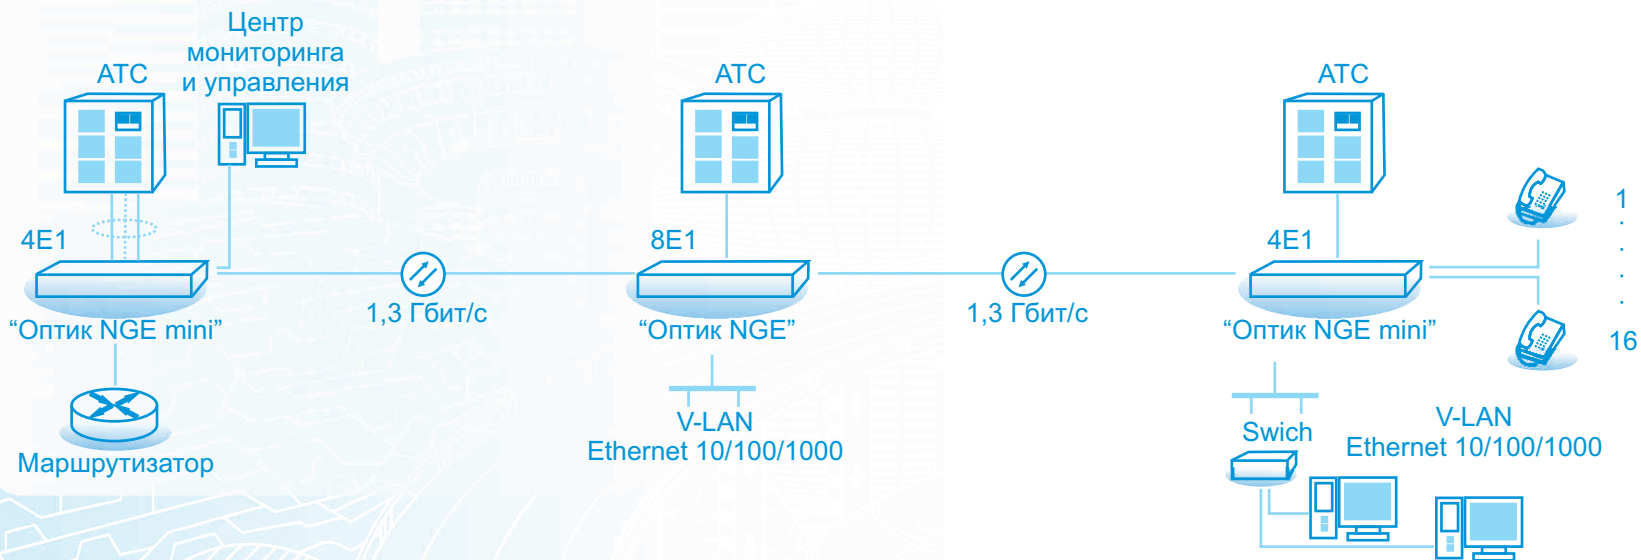 Центр
мониторинга
и управления
АТС
АТС
АТС
4E1
8E1
4E1
1
.
.
.
.
16
1,3 Гбит/с
1,3 Гбит/с
“Оптик NGE mini”
“Оптик NGE”
“Оптик NGE mini”
Маршрутизатор
V-LAN
Ethernet 10/100/1000
Swich
V-LAN
Ethernet 10/100/1000